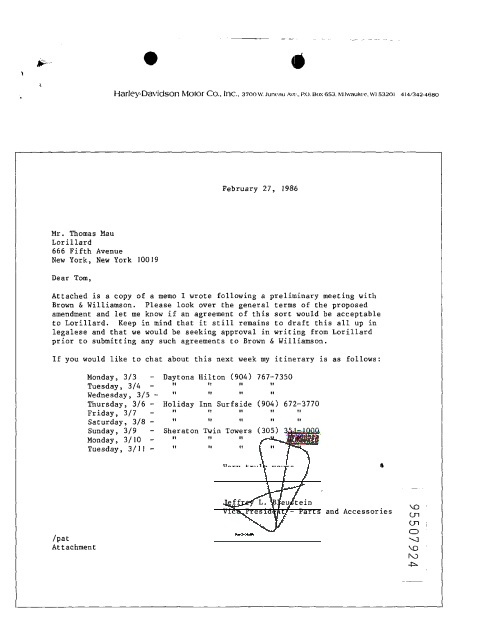 Harley-Davidson Motor Co., Inc., 3700 W. Juneau Ave., P.O. Box 653, Milwaukee, WI 53201 414/342-4680
February 27, 1986
Mr. Thomas Mau
Lorillard
666 Fifth Avenue
New York, New York 10019
Dear Tom,
Attached is a copy of a memo I wrote following a preliminary meeting with
Brown & Williamson. Please look over the general terms of the proposed
amendment and let me know if an agreement of this sort would be acceptable
to Lorillard. Keep in mind that it still remains to draft this all up in
legalese and that we would be seeking approval in writing from Lorillard
prior to submitting any such agreements to Brown & Williamson.
If you would like to chat about this next week my itinerary is as follows:
Monday, 3/3 - Daytona Hilton (904) 767-7350
Tuesday, 3/4 - " " " "
Wednesday, 3/5 - " " " "
Thursday, 3/6 - Holiday Inn Surfside (904) 672-3770
Friday, 3/7 - " " " " "
Saturday, 3/8 - " " " "
Sunday, 3/9 - Sheraton Twin Towers (305) 351-1000
Monday, 3/10 - " " " "
Tuesday, 3/11 - " " " "
Very truly yours
Jeffrey L. Bleustein
Vice President - Parts and Accessories
/pat
Attachment
95507924